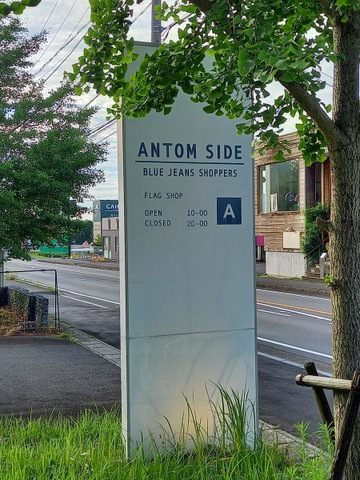 ANTOM SIDE
BLUE JEANS SHOPPERS
FLAG SHOP
OPEN 10-00
CLOSED 20-00
A